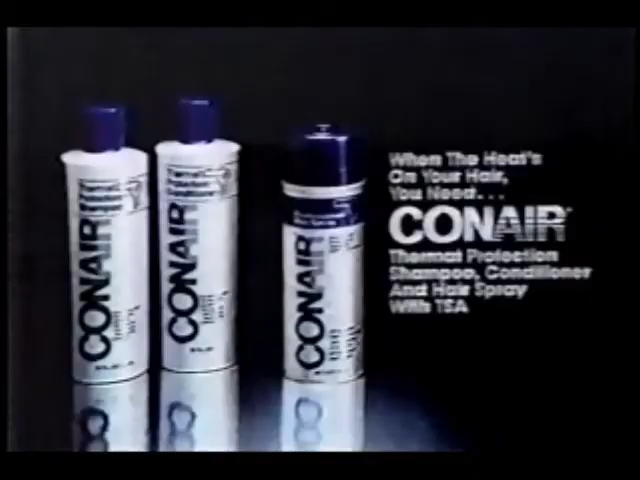 When The Heat's
On Your Hair,
You Need...
CONAIR
Thermal Protection
Shampoo, Conditioner
And Hair Spray
With TSA
CONAIR
CONAIR
CONAIR